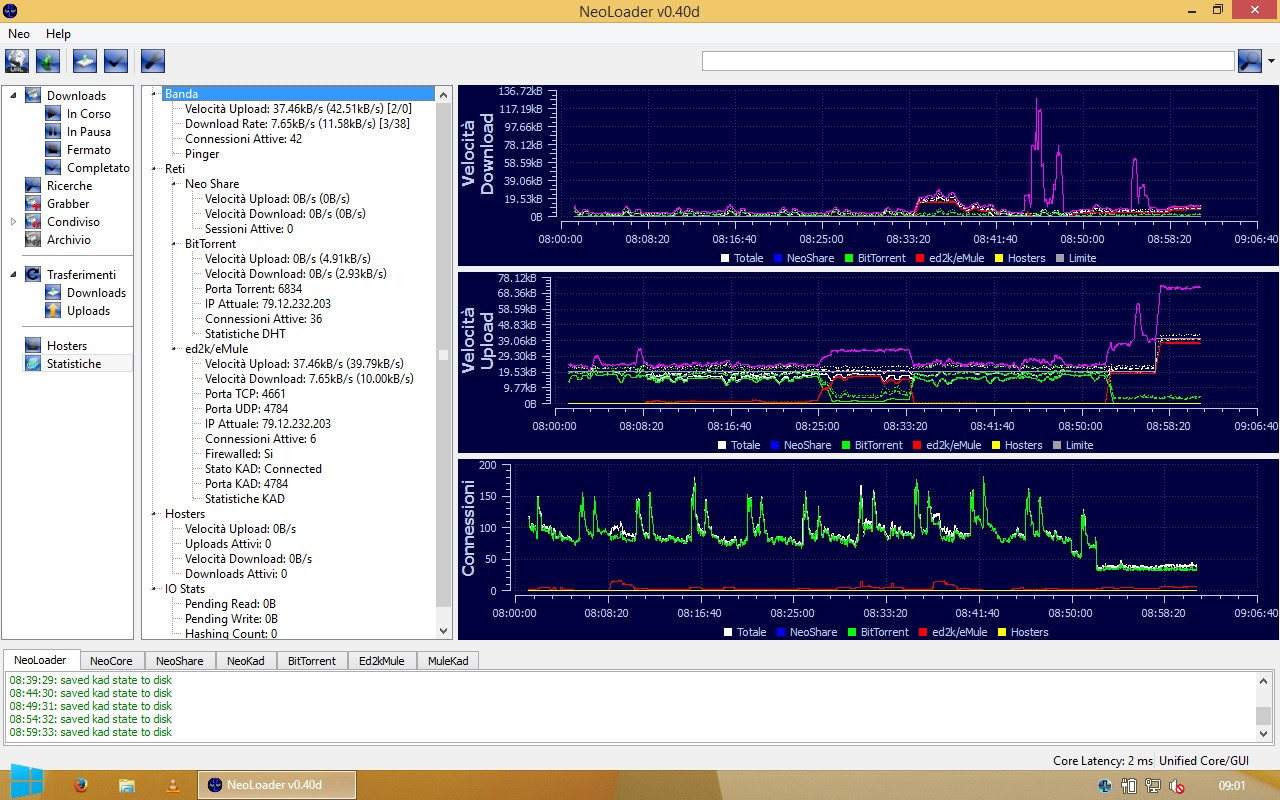 NeoLoader v0.40d
Neo Help
URL
Downloads
In Corso
In Pausa
Fermato
Completato
Ricerche
Grabber
Condiviso
Archivio
Trasferimenti
Downloads
Uploads
Hosters
Statistiche
Banda
Velocità Upload: 37.46kB/s (42.51kB/s) [2/0]
Download Rate: 7.65kB/s (11.58kB/s) [3/38]
Connessioni Attive: 42
Pinger
Reti
Neo Share
Velocità Upload: 0B/s (0B/s)
Velocità Download: 0B/s (0B/s)
Sessioni Attive: 0
BitTorrent
Velocità Upload: 0B/s (4.91kB/s)
Velocità Download: 0B/s (2.93kB/s)
Porta Torrent: 6834
IP Attuale: 79.12.232.203
Connessioni Attive: 36
Statistiche DHT
ed2k/eMule
Velocità Upload: 37.46kB/s (39.79kB/s)
Velocità Download: 7.65kB/s (10.00kB/s)
Porta TCP: 4661
Porta UDP: 4784
IP Attuale: 79.12.232.203
Connessioni Attive: 6
Firewalled: Si
Stato KAD: Connected
Porta KAD: 4784
Statistiche KAD
Hosters
Velocità Upload: 0B/s
Uploads Attivi: 0
Velocità Download: 0B/s
Downloads Attivi: 0
IO Stats
Pending Read: 0B
Pending Write: 0B
Hashing Count: 0
Velocità
Download
136.72kB
117.19kB
97.66kB
78.12kB
58.59kB
39.06kB
19.53kB
0B
08:00:00 08:08:20 08:16:40 08:25:00 08:33:20 08:41:40 08:50:00 08:58:20 09:06:40
Totale NeoShare BitTorrent ed2k/eMule Hosters Limite
Velocità
Upload
78.12kB
68.36kB
58.59kB
48.83kB
39.06kB
29.30kB
19.53kB
9.77kB
0B
08:00:00 08:08:20 08:16:40 08:25:00 08:33:20 08:41:40 08:50:00 08:58:20 09:06:40
Totale NeoShare BitTorrent ed2k/eMule Hosters Limite
Connessioni
200
150
100
50
0
08:00:00 08:08:20 08:16:40 08:25:00 08:33:20 08:41:40 08:50:00 08:58:20 09:06:40
Totale NeoShare BitTorrent ed2k/eMule Hosters
NeoLoader NeoCore NeoShare NeoKad BitTorrent Ed2kMule MuleKad
08:39:29: saved kad state to disk
08:44:30: saved kad state to disk
08:49:31: saved kad state to disk
08:54:32: saved kad state to disk
08:59:33: saved kad state to disk
Core Latency: 2 ms Unified Core/GUI
NeoLoader v0.40d
09:01